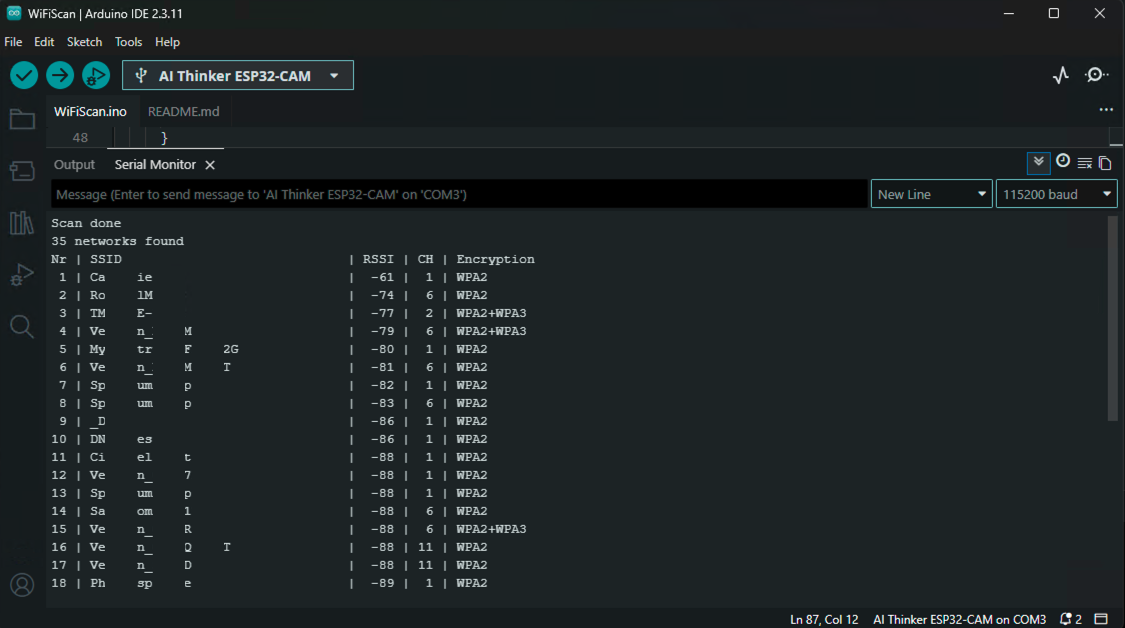 WiFiScan | Arduino IDE 2.3.11
File Edit Sketch Tools Help
AI Thinker ESP32-CAM
WiFiScan.ino README.md
48 }
Output Serial Monitor
Message (Enter to send message to 'AI Thinker ESP32-CAM' on 'COM3')
New Line 115200 baud
Scan done
35 networks found
Nr | SSID | RSSI | CH | Encryption
1 | Ca ie | -61 | 1 | WPA2
2 | Ro lM | -74 | 6 | WPA2
3 | TM E- | -77 | 2 | WPA2+WPA3
4 | Ve n_ M | -79 | 6 | WPA2+WPA3
5 | My tr F 2G | -80 | 1 | WPA2
6 | Ve n_ M T | -81 | 6 | WPA2
7 | Sp um p | -82 | 1 | WPA2
8 | Sp um p | -83 | 6 | WPA2
9 | _D | -86 | 1 | WPA2
10 | DN es | -86 | 1 | WPA2
11 | Ci el t | -88 | 1 | WPA2
12 | Ve n_ 7 | -88 | 1 | WPA2
13 | Sp um p | -88 | 1 | WPA2
14 | Sa om 1 | -88 | 6 | WPA2
15 | Ve n_ R | -88 | 6 | WPA2+WPA3
16 | Ve n_ Q T | -88 | 11 | WPA2
17 | Ve n_ D | -88 | 11 | WPA2
18 | Ph sp e | -89 | 1 | WPA2
Ln 87, Col 12 AI Thinker ESP32-CAM on COM3 2